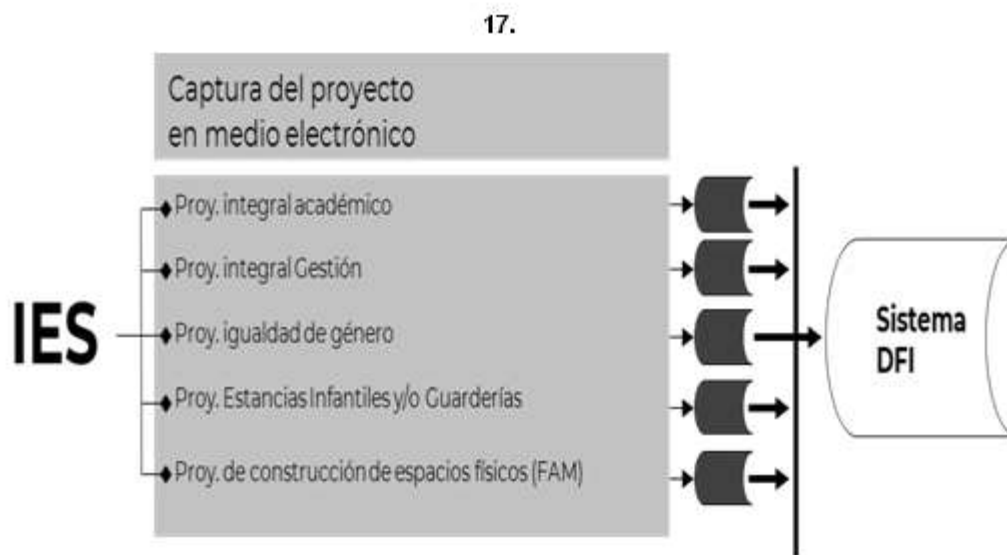 17.
Captura del proyecto
en medio electrónico
Proy. integral académico
Proy. integral Gestión
IES
Proy. igualdad de género
Proy. Estancias Infantiles y/o Guarderías
Proy. de construcción de espacios físicos (FAM)
Sistema
DFI